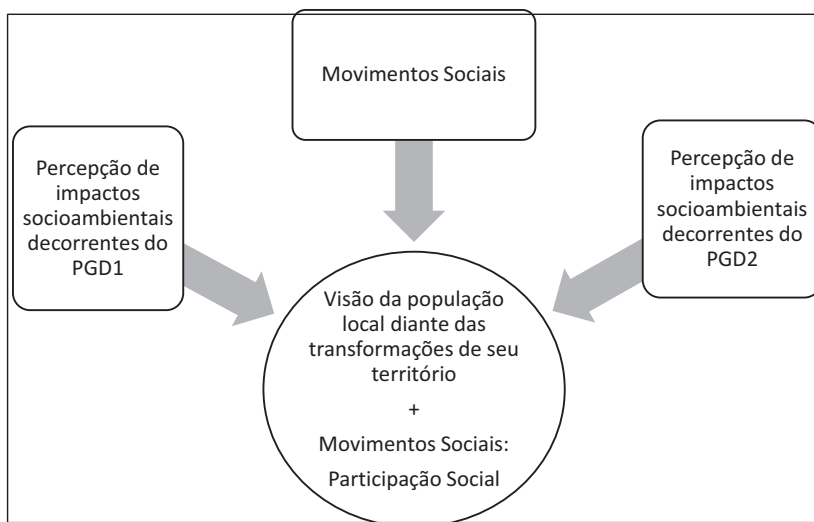 Movimentos Sociais
Percepção de
impactos
socioambientais
decorrentes do
PGD1
Percepção de
impactos
socioambientais
decorrentes do
PGD2
Visão da população
local diante das
transformações de seu
território
+
Movimentos Sociais:
Participação Social